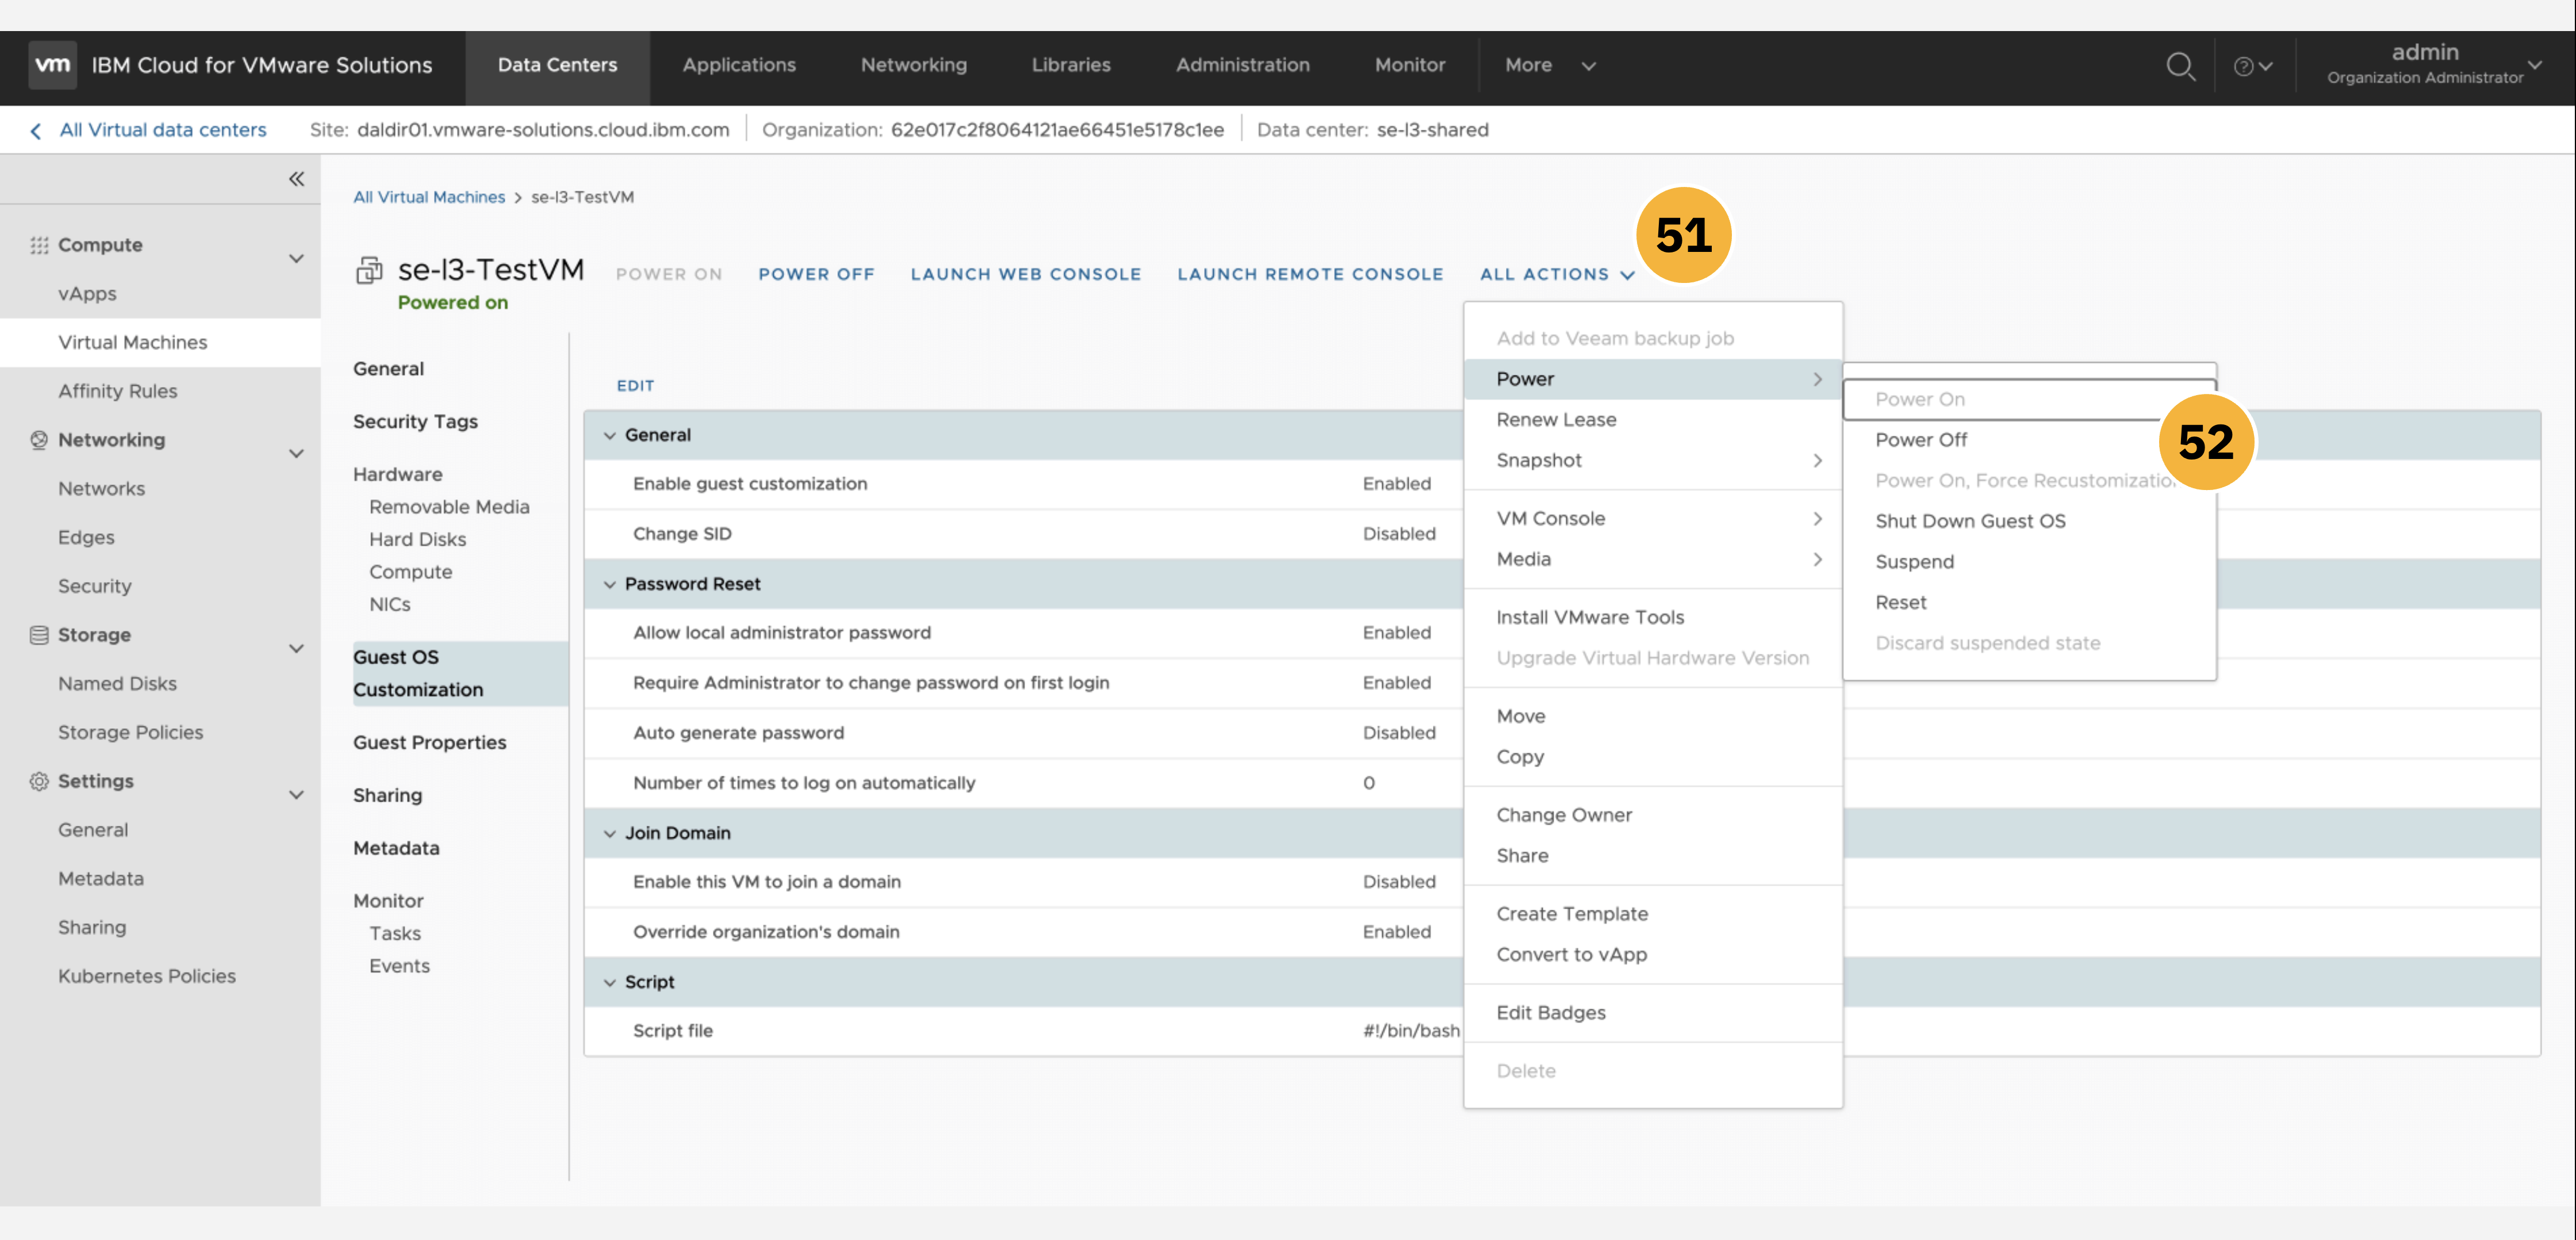 vm IBM Cloud for VMware Solutions Data Centers Applications Networking Libraries Administration Monitor More admin
Organization Administrator
All Virtual data centers Site: daldir01.vmware-solutions.cloud.ibm.com Organization: 62e017c2f8064121ae66451e5178c1ee Data center: se-l3-shared
Compute
vApps
Virtual Machines
Affinity Rules
Networking
Networks
Edges
Security
Storage
Named Disks
Storage Policies
Settings
General
Metadata
Sharing
Kubernetes Policies
All Virtual Machines > se-l3-TestVM
se-l3-TestVM POWER ON POWER OFF LAUNCH WEB CONSOLE LAUNCH REMOTE CONSOLE ALL ACTIONS
Powered on
51
General
Security Tags
Hardware
Removable Media
Hard Disks
Compute
NICs
Guest OS
Customization
Guest Properties
Sharing
Metadata
Monitor
Tasks
Events
EDIT
General
Enable guest customization Enabled
Change SID Disabled
Password Reset
Allow local administrator password Enabled
Require Administrator to change password on first login Enabled
Auto generate password Disabled
Number of times to log on automatically 0
Join Domain
Enable this VM to join a domain Disabled
Override organization's domain Enabled
Script
Script file #!/bin/bash
Add to Veeam backup job
Power
Renew Lease
Snapshot
VM Console
Media
Install VMware Tools
Upgrade Virtual Hardware Version
Move
Copy
Change Owner
Share
Create Template
Convert to vApp
Edit Badges
Delete
Power On
Power Off
52
Power On, Force Recustomizatio
Shut Down Guest OS
Suspend
Reset
Discard suspended state